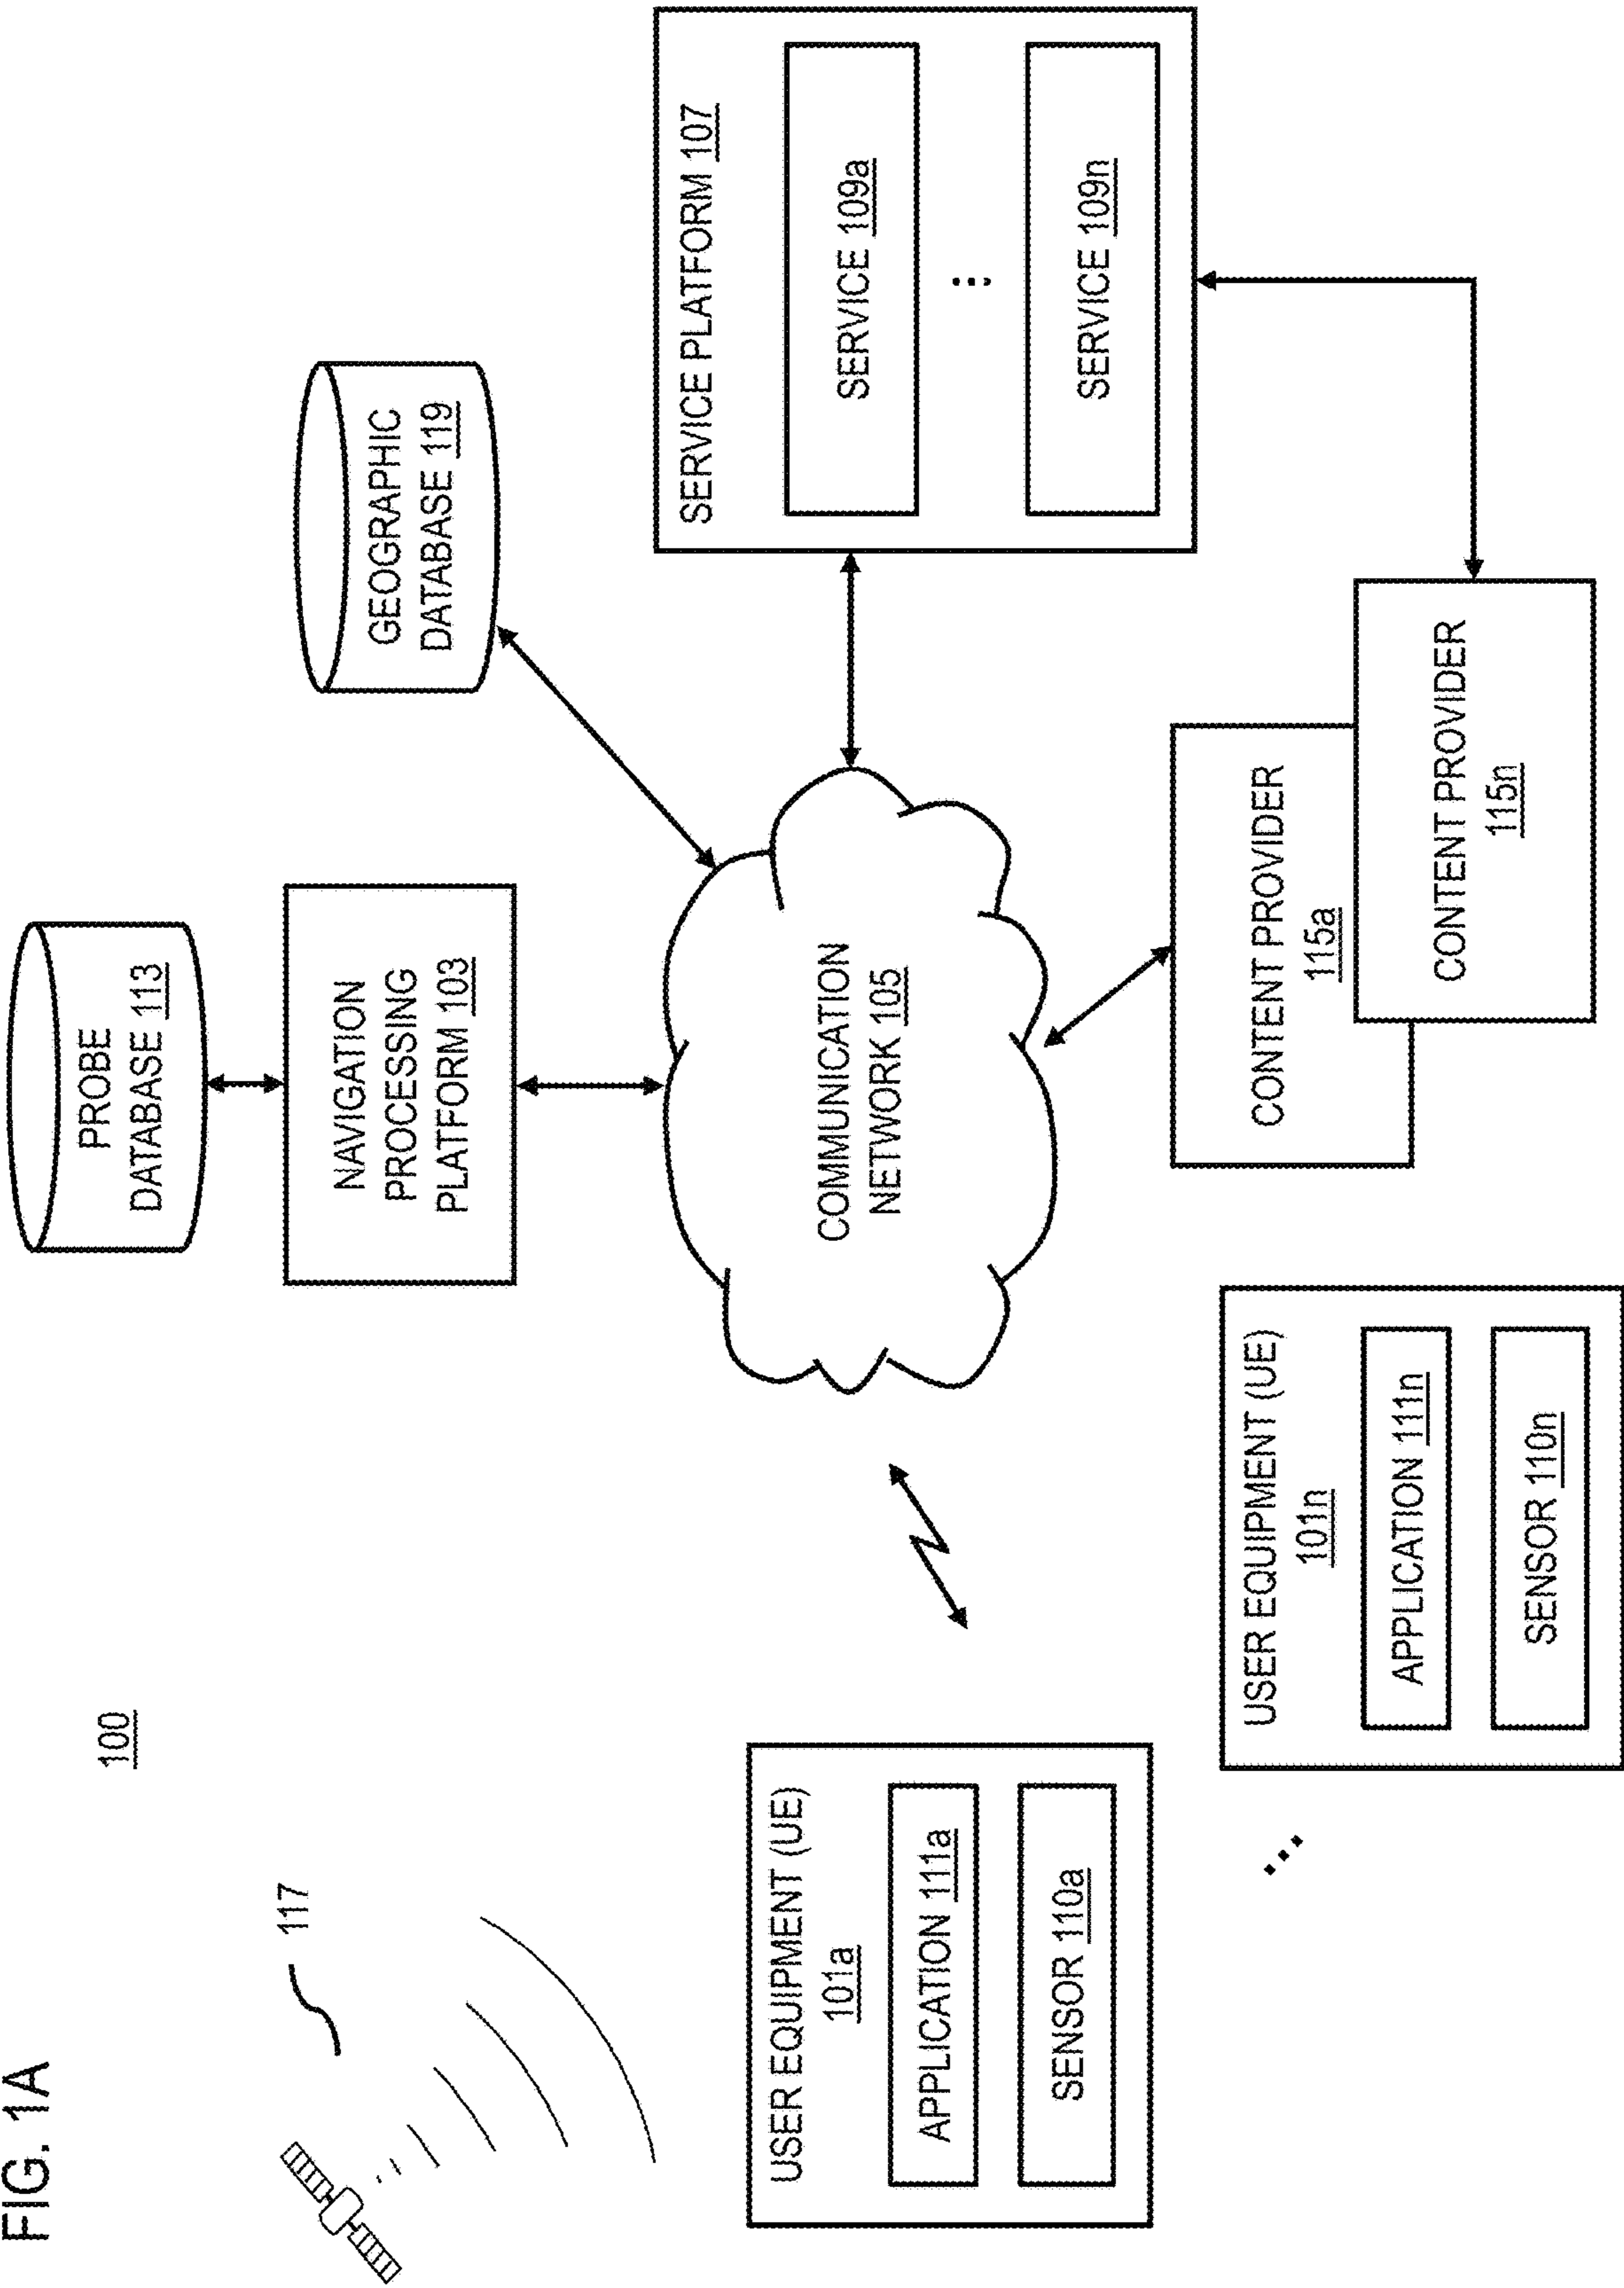 FIG. 1A
100
117
PROBE
DATABASE 113
NAVIGATION
PROCESSING
PLATFORM 103
GEOGRAPHIC
DATABASE 119
COMMUNICATION
NETWORK 105
SERVICE PLATFORM 107
SERVICE 109a
⋮
SERVICE 109n
USER EQUIPMENT (UE)
101a
APPLICATION 111a
SENSOR 110a
...
USER EQUIPMENT (UE)
101n
APPLICATION 111n
SENSOR 110n
CONTENT PROVIDER
115a
CONTENT PROVIDER
115n